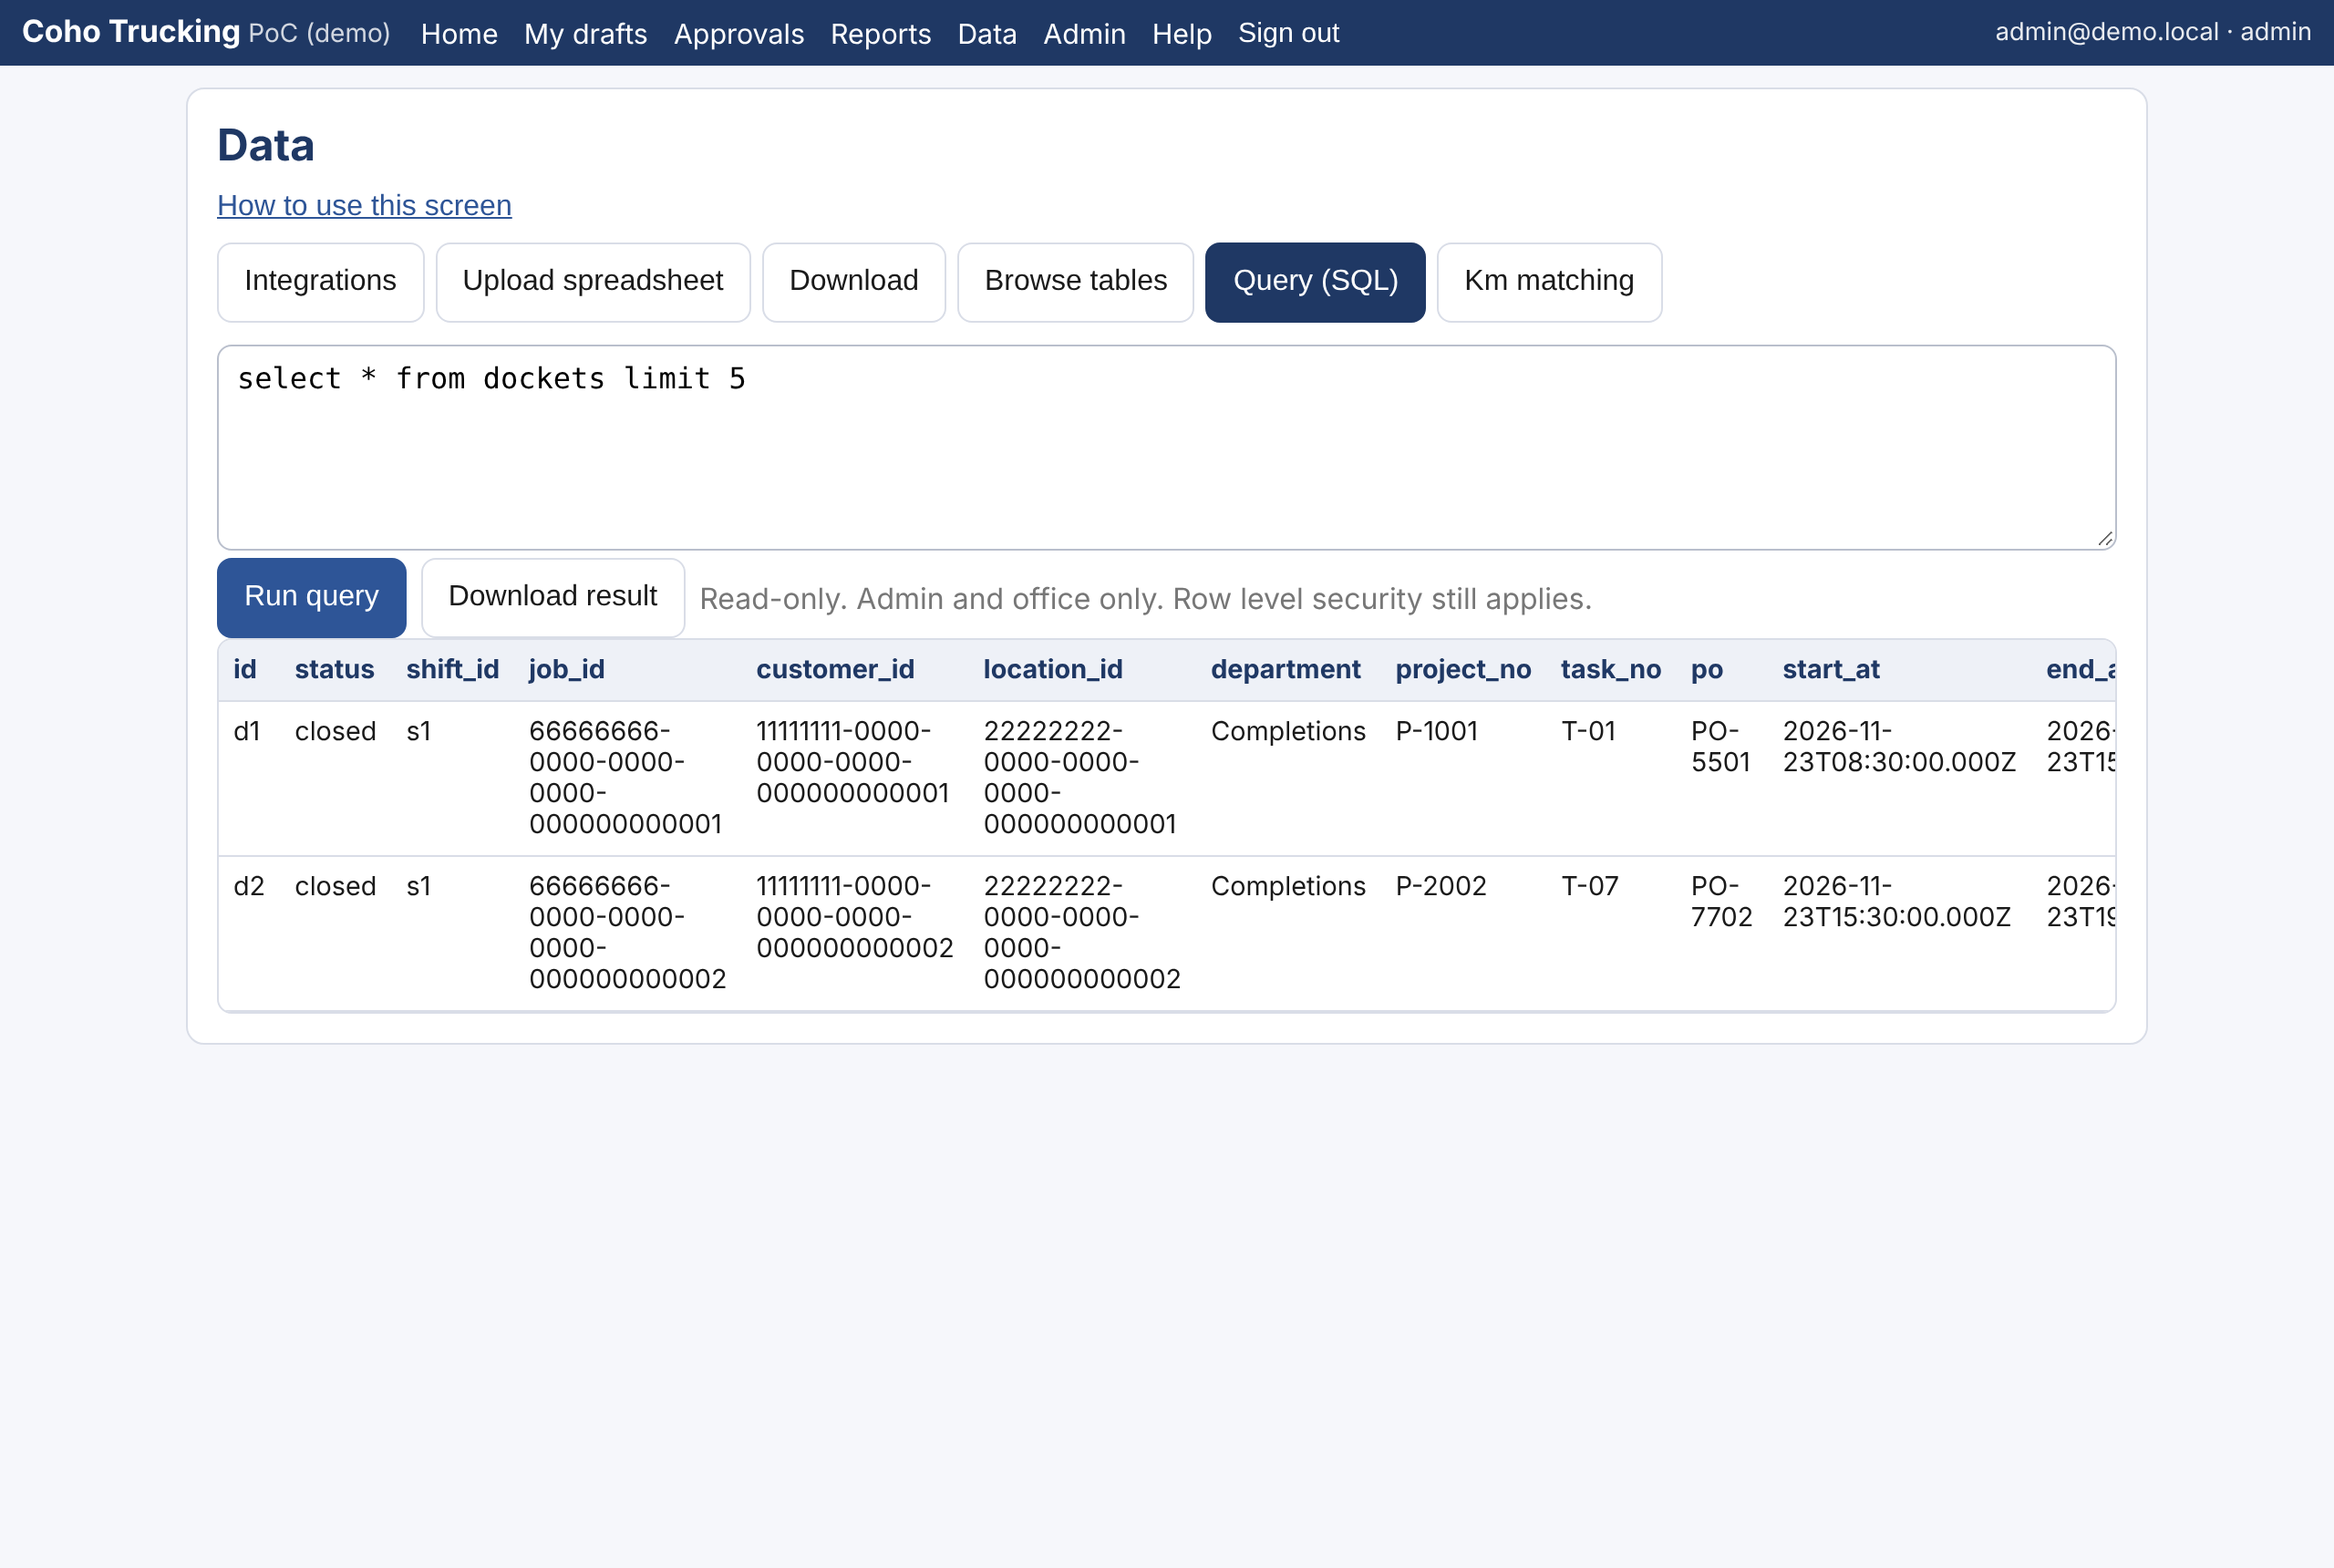 Coho Trucking PoC (demo) Home My drafts Approvals Reports Data Admin Help Sign out admin@demo.local · admin
Data
How to use this screen
Integrations Upload spreadsheet Download Browse tables Query (SQL) Km matching
select * from dockets limit 5
Run query Download result Read-only. Admin and office only. Row level security still applies.
id status shift_id job_id customer_id location_id department project_no task_no po start_at end_a
d1 closed s1 66666666- 11111111-0000- 22222222- Completions P-1001 T-01 PO- 2026-11- 2026-
0000-0000- 0000-0000- 0000-0000- 5501 23T08:30:00.000Z 23T15
0000- 000000000001 0000-
000000000001 000000000001
d2 closed s1 66666666- 11111111-0000- 22222222- Completions P-2002 T-07 PO- 2026-11- 2026-
0000-0000- 0000-0000- 0000-0000- 7702 23T15:30:00.000Z 23T19
0000- 000000000002 0000-
000000000002 000000000002